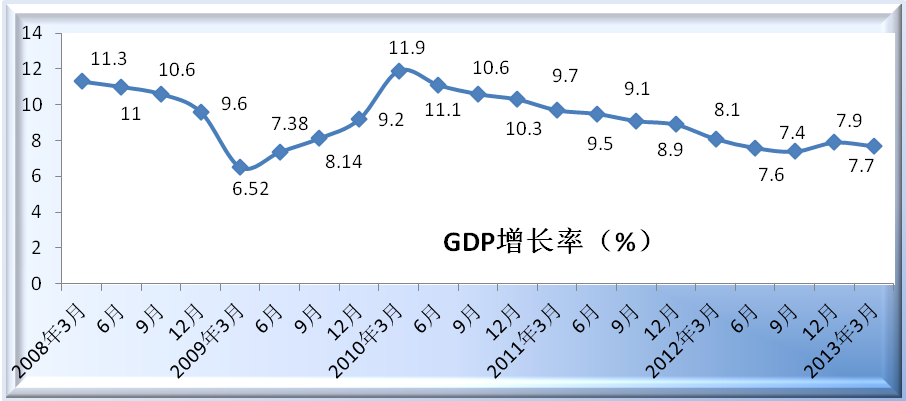 14
12
10
8
6
4
2
0
11.3
11
10.6
9.6
6.52
7.38
8.14
9.2
11.9
11.1
10.6
10.3
9.7
9.5
9.1
8.9
8.1
7.6
7.4
7.9
7.7
GDP增长率（%）
2008年3月
6月
9月
12月
2009年3月
6月
9月
12月
2010年3月
6月
9月
12月
2011年3月
6月
9月
12月
2012年3月
6月
9月
12月
2013年3月